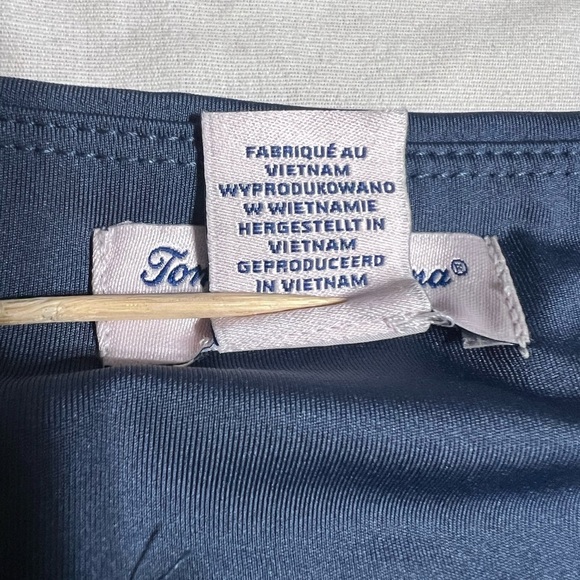 FABRIQUÉ AU
VIETNAM
WYPRODUKOWANO
W WIETNAMIE
HERGESTELLT IN
VIETNAM
GEPRODUCEERD
IN VIETNAM
®